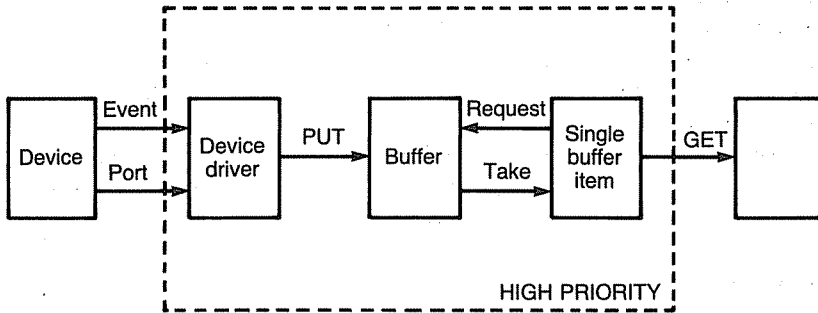 Event
Port
Device
Device
driver
PUT
Buffer
Request
Take
Single
buffer
item
GET
HIGH PRIORITY